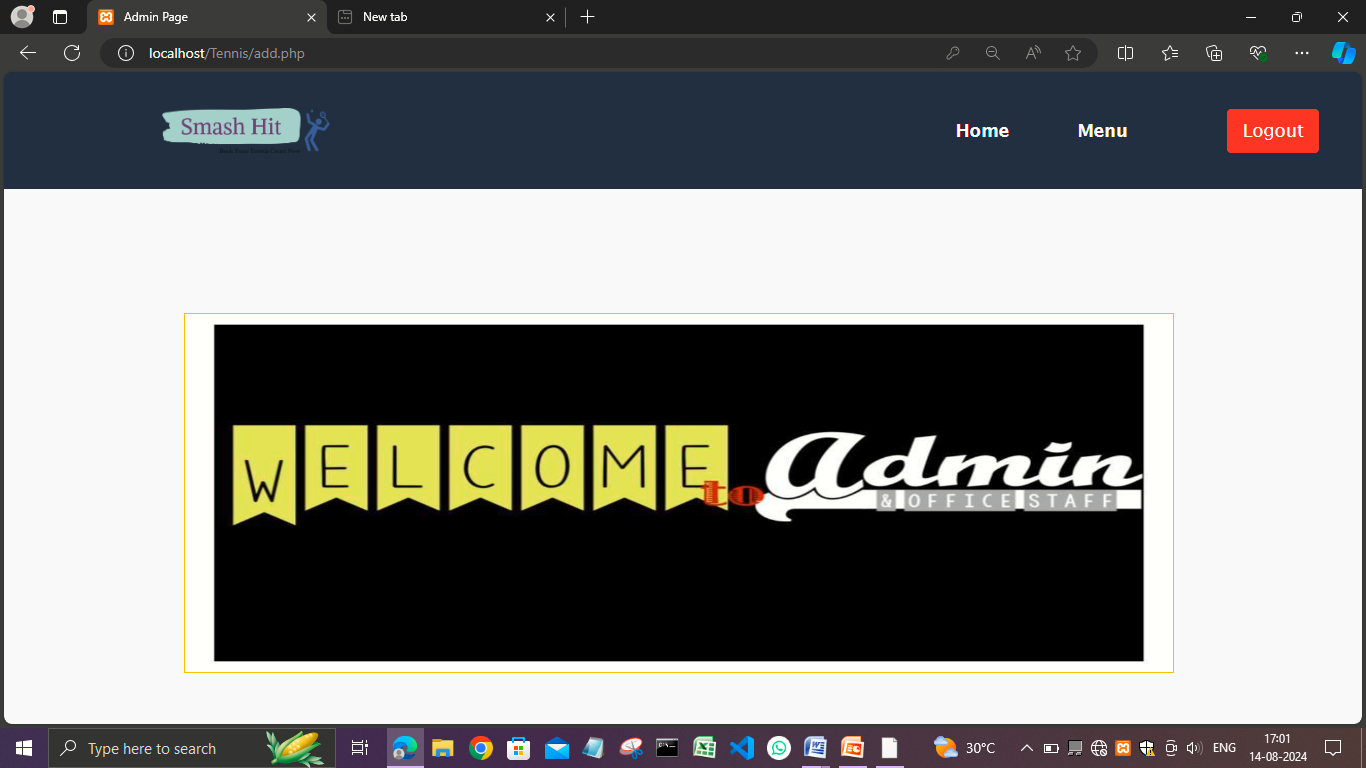 Admin Page
New tab
localhost/Tennis/add.php
Smash Hit
Home
Menu
Logout
WELCOME
to
Admin
& OFFICE STAFF
Type here to search
30°C
ENG
17:01
14-08-2024